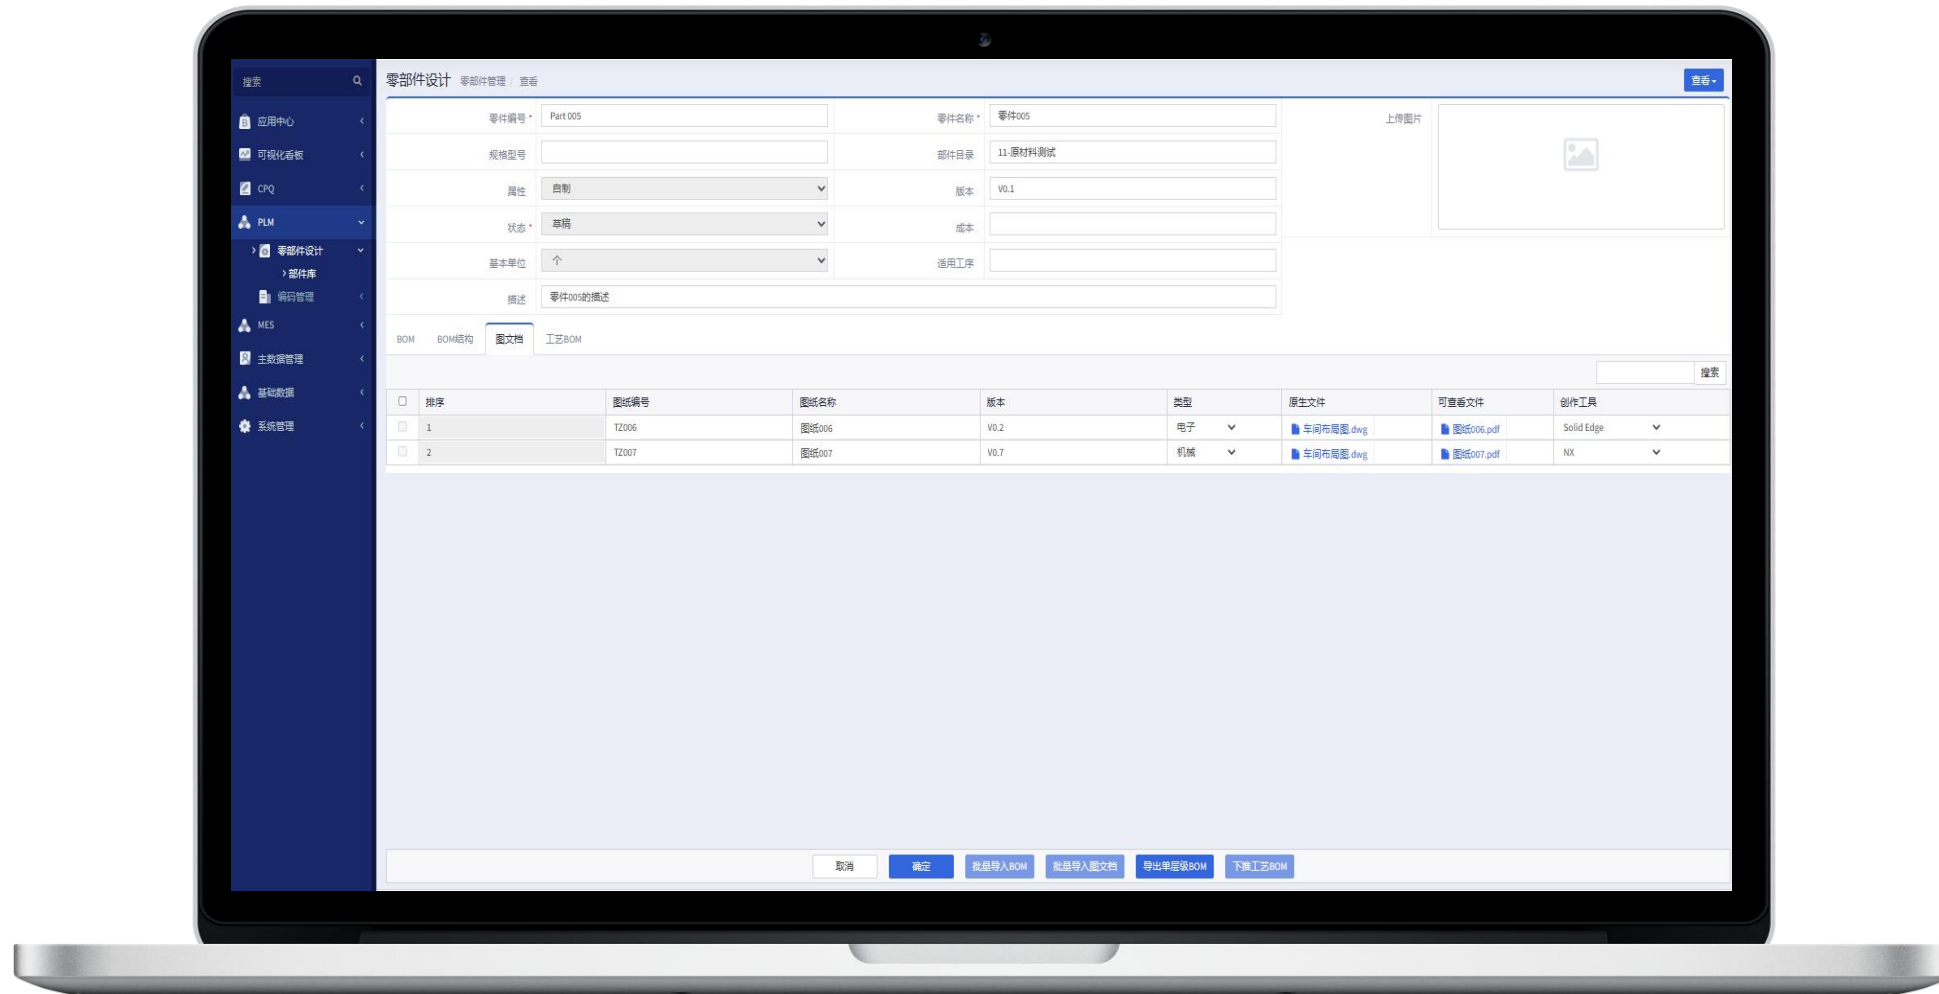 搜索
应用中心
可视化看板
CPQ
PLM
零部件设计
部件库
编码管理
MES
主数据管理
基础数据
系统管理
零部件设计 零部件管理 / 查看
查看
零件编号* Part 005 零件名称* 零件005 上传图片
规格型号 部件目录 11-原材料测试
属性 自制 版本 V0.1
状态* 草稿 成本
基本单位 个 适用工序
描述 零件005的描述
BOM BOM结构 图文档 工艺BOM
搜索
排序 图纸编号 图纸名称 版本 类型 原生文件 可查看文件 创作工具
1 TZ006 图纸006 V0.2 电子 车间布局图.dwg 图纸006.pdf Solid Edge
2 TZ007 图纸007 V0.7 机械 车间布局图.dwg 图纸007.pdf NX
取消 确定 批量导入BOM 批量导入图文档 导出单层级BOM 下推工艺BOM